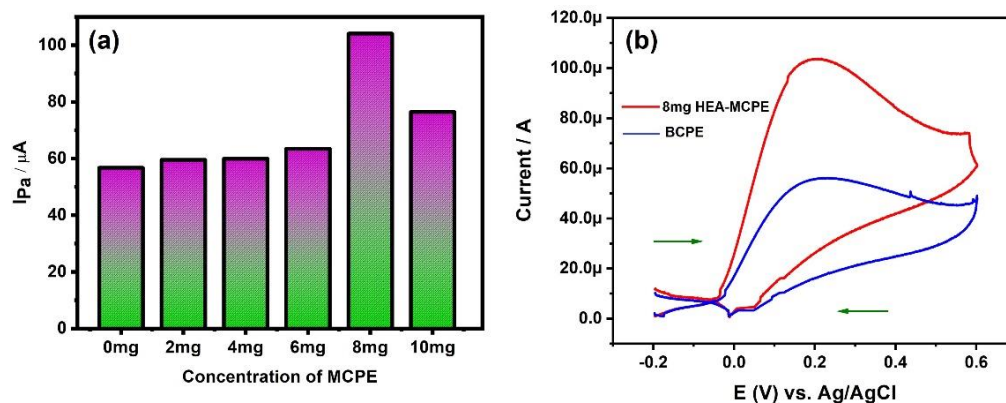 (a)
I Pa / μA
100
80
60
40
20
0
0mg 2mg 4mg 6mg 8mg 10mg
Concentration of MCPE
(b)
Current / A
120.0μ
100.0μ
80.0μ
60.0μ
40.0μ
20.0μ
0.0
8mg HEA-MCPE
BCPE
-0.2 0.0 0.2 0.4 0.6
E (V) vs. Ag/AgCl